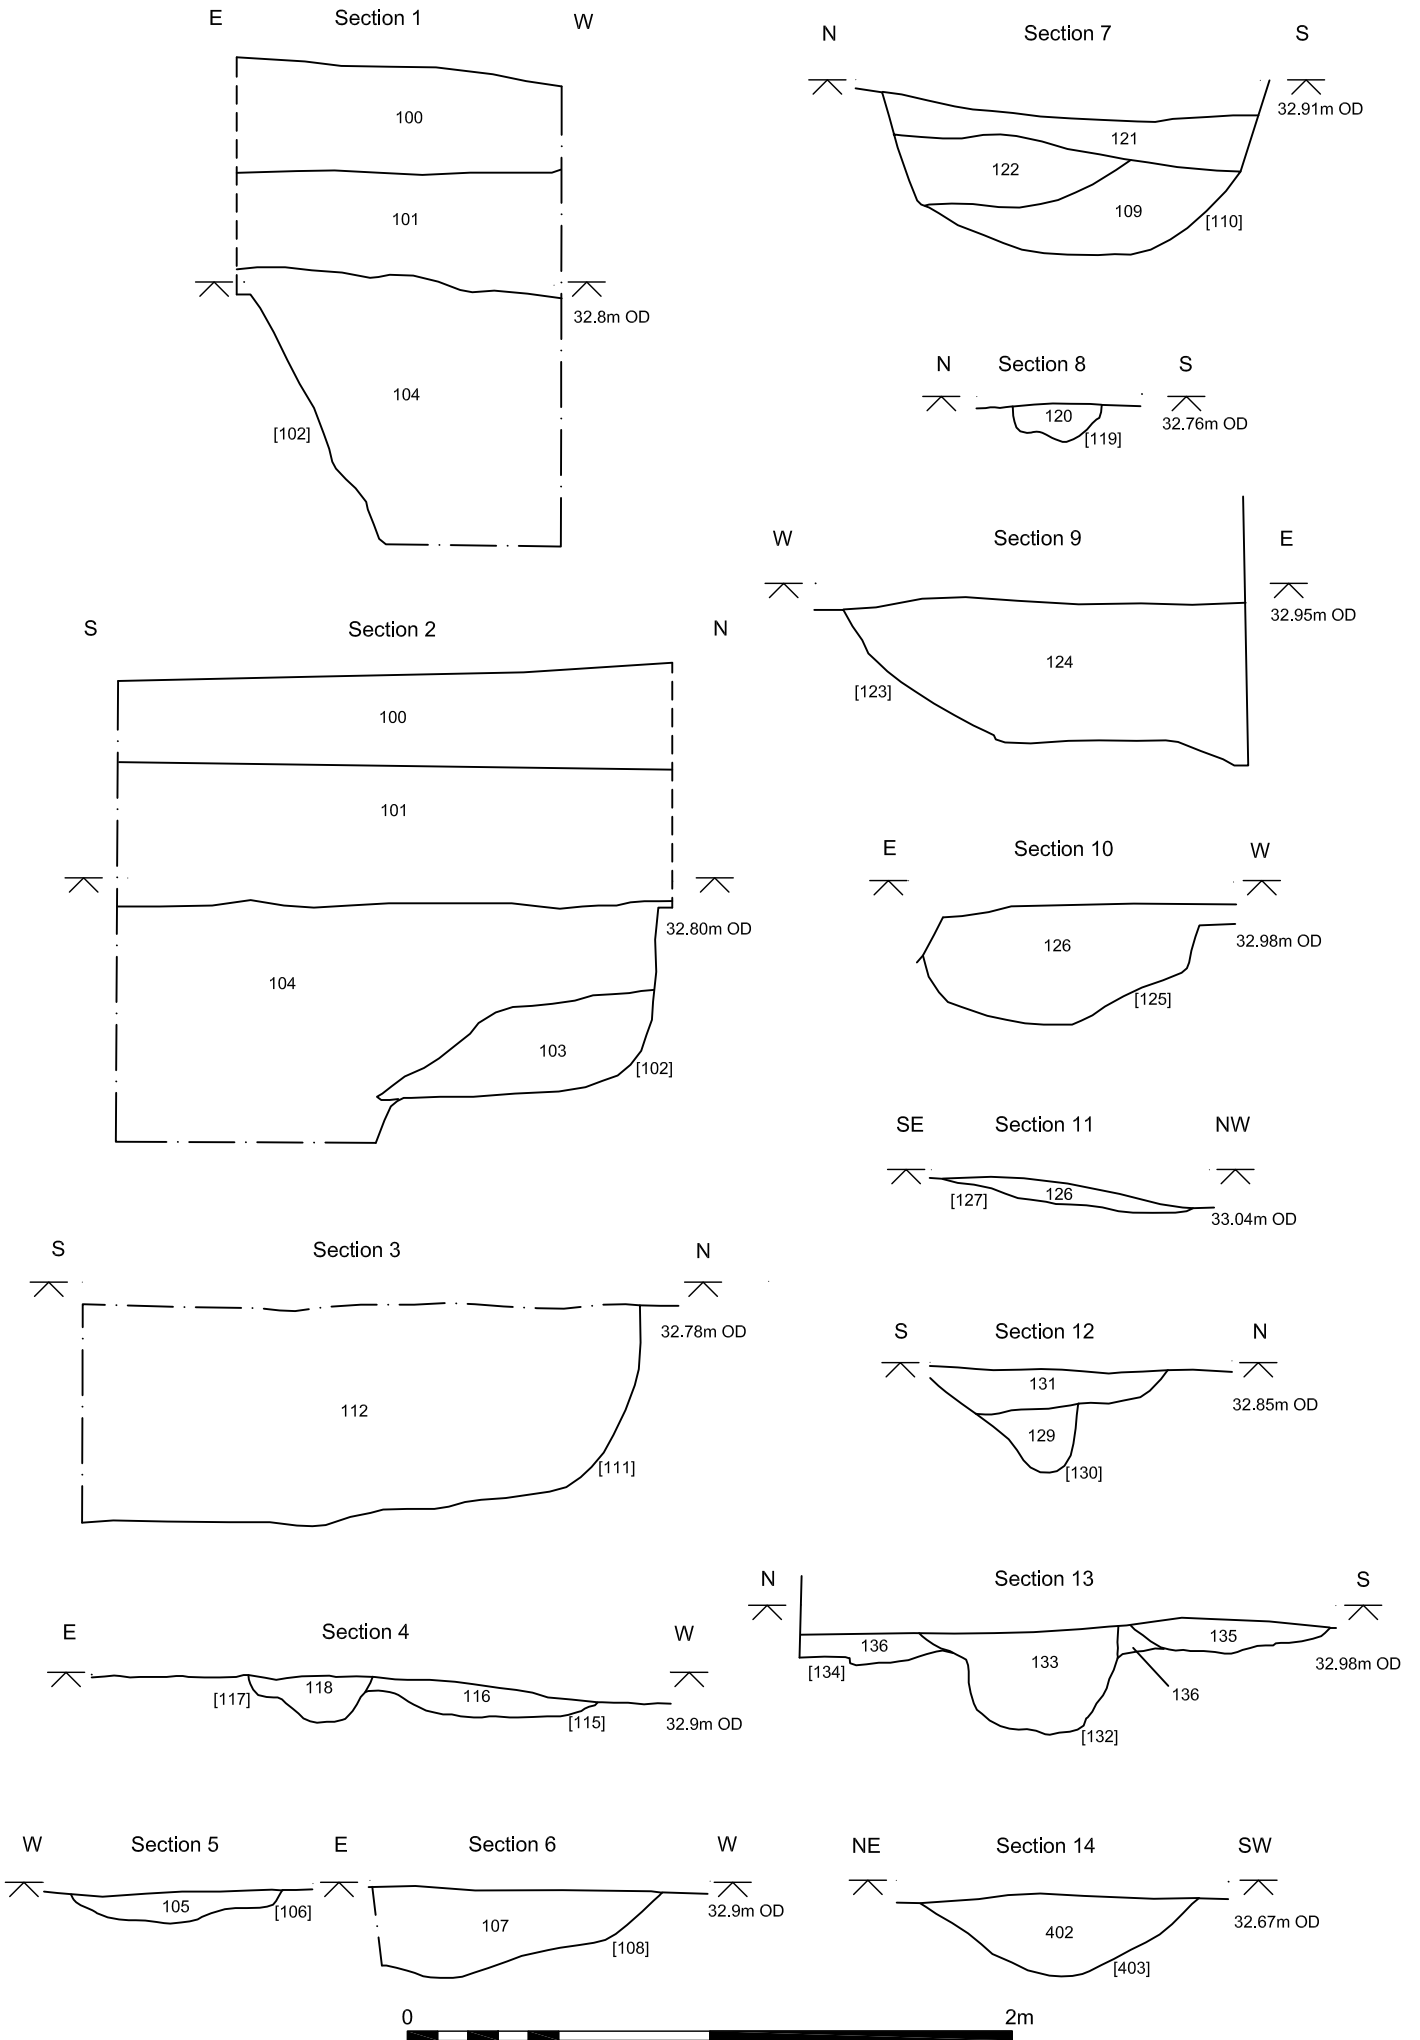 E Section 1 W
100
101
32.8m OD
104
[102]
S Section 2 N
100
101
32.80m OD
104
103
[102]
S Section 3 N
32.78m OD
112
[111]
E Section 4 W
[117] 118 116 [115] 32.9m OD
W Section 5 E
105 [106]
Section 6 W
107 [108] 32.9m OD
N Section 7 S
32.91m OD
121
122
109 [110]
N Section 8 S
120 32.76m OD
[119]
W Section 9 E
32.95m OD
124
[123]
E Section 10 W
126 32.98m OD
[125]
SE Section 11 NW
[127] 126
33.04m OD
S Section 12 N
131
32.85m OD
129
[130]
N Section 13 S
136 133 135
[134] 32.98m OD
136
[132]
NE Section 14 SW
32.67m OD
402
[403]
0 2m